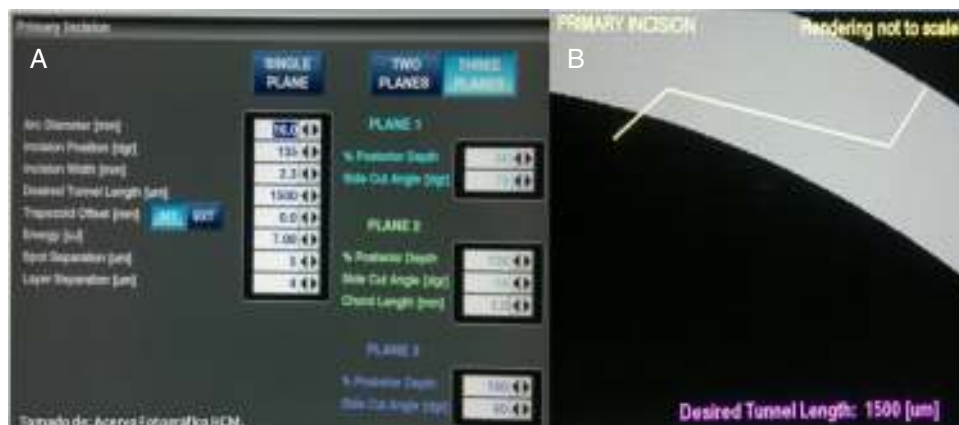 Primary Incision
A
SINGLE PLANE
TWO PLANES
THREE PLANES
Arc Diameter [mm]
Incision Position [dgr]
Incision Width [mm]
2.3
Desired Tunnel Length [um]
1500
Trapezoid Offset [mm]
0.0
Energy [uJ]
7.00
Spot Separation [um]
Layer Separation [um]
4
PLANE 1
% Posterior Depth
Side Cut Angle [dgr]
PLANE 2
% Posterior Depth
Side Cut Angle [dgr]
Chord Length [mm]
PLANE 3
% Posterior Depth
Side Cut Angle [dgr]
Tomado de: Acervo Fotográfico HCM.
B
PRIMARY INCISION
Rendering not to scale
Desired Tunnel Length: 1500 [um]